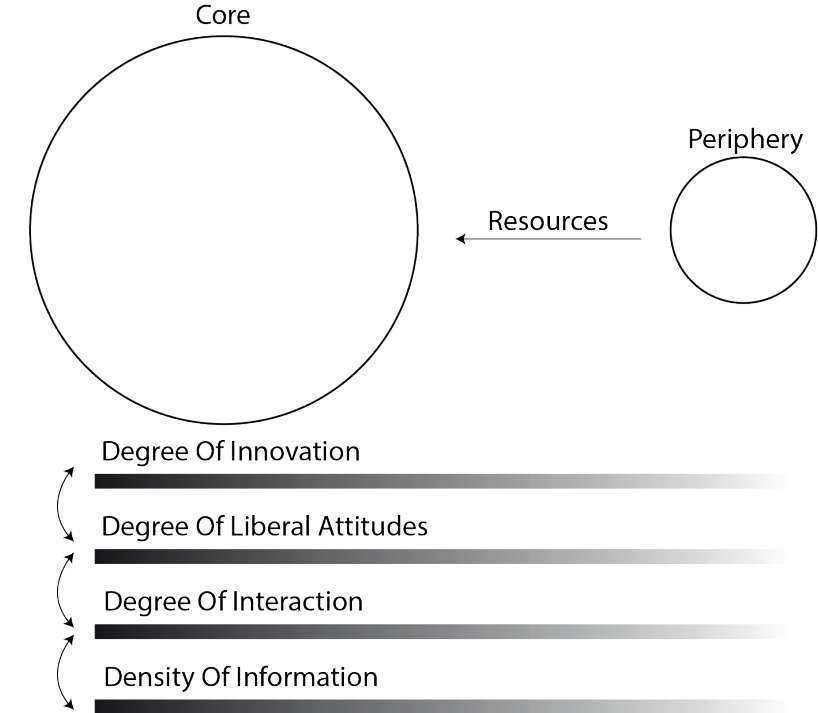 Core
Periphery
Resources
Degree Of Innovation
Degree Of Liberal Attitudes
Degree Of Interaction
Density Of Information